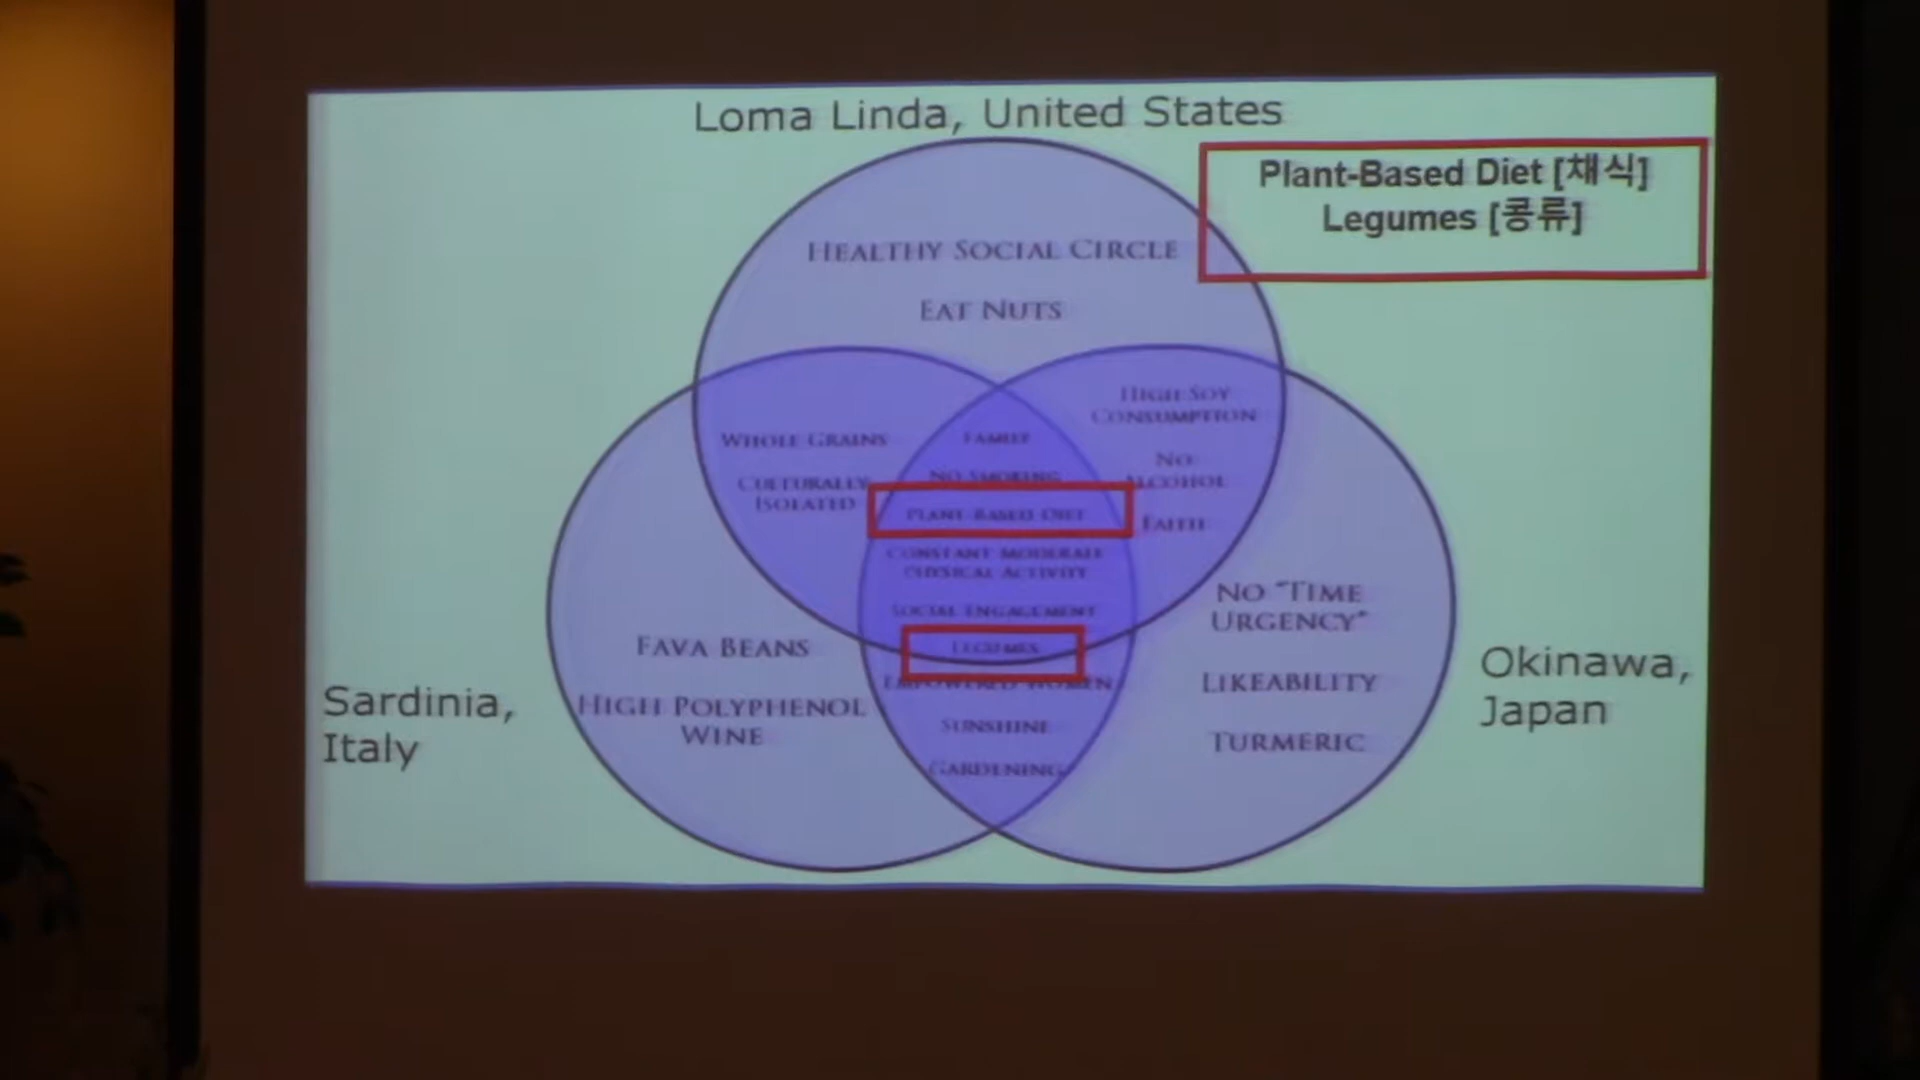 Loma Linda, United States
Plant-Based Diet [채식]
Legumes [콩류]
HEALTHY SOCIAL CIRCLE
EAT NUTS
HIGH SOY
CONSUMPTION
WHOLE GRAINS
FAMILY
NO
ALCOHOL
NO SMOKING
CULTURALLY
ISOLATED
PLANT-BASED DIET
FAITH
CONSTANT MODERATE
PHYSICAL ACTIVITY
SOCIAL ENGAGEMENT
NO "TIME
URGENCY"
FAVA BEANS
LEGUMES
EMPOWERED WOMEN
LIKEABILITY
Okinawa,
Japan
Sardinia,
Italy
HIGH POLYPHENOL
WINE
SUNSHINE
TURMERIC
GARDENING